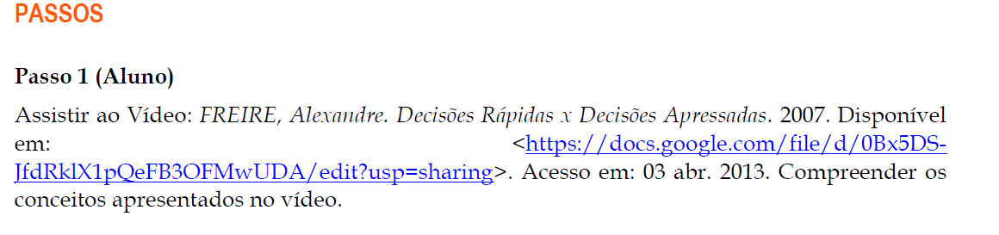 PASSOS
Passo 1 (Aluno)
Assistir ao Vídeo: FREIRE, Alexandre. Decisões Rápidas x Decisões Apressadas. 2007. Disponível
em: <https://docs.google.com/file/d/0Bx5DS-
JfdRklX1pQeFB3OFMwUDA/edit?usp=sharing>. Acesso em: 03 abr. 2013. Compreender os
conceitos apresentados no vídeo.